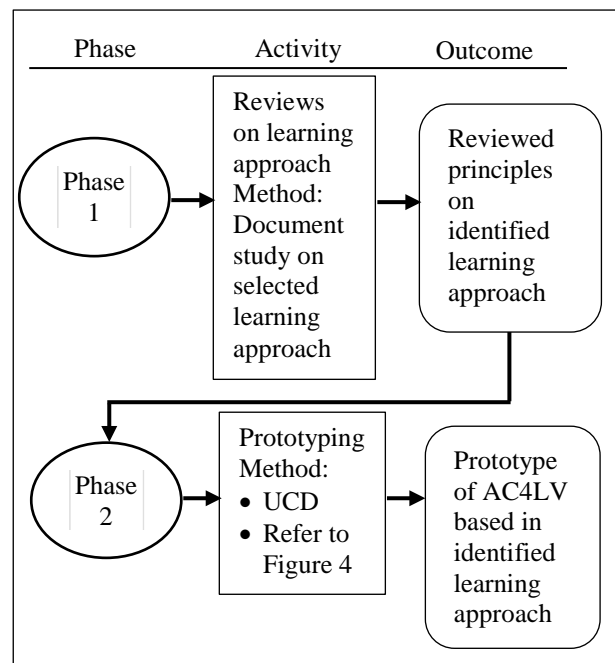 Phase Activity Outcome
Phase
1
Reviews
on learning
approach
Method:
Document
study on
selected
learning
approach
Reviewed
principles
on
identified
learning
approach
Phase
2
Prototyping
Method:
• UCD
• Refer to
Figure 4
Prototype
of AC4LV
based in
identified
learning
approach